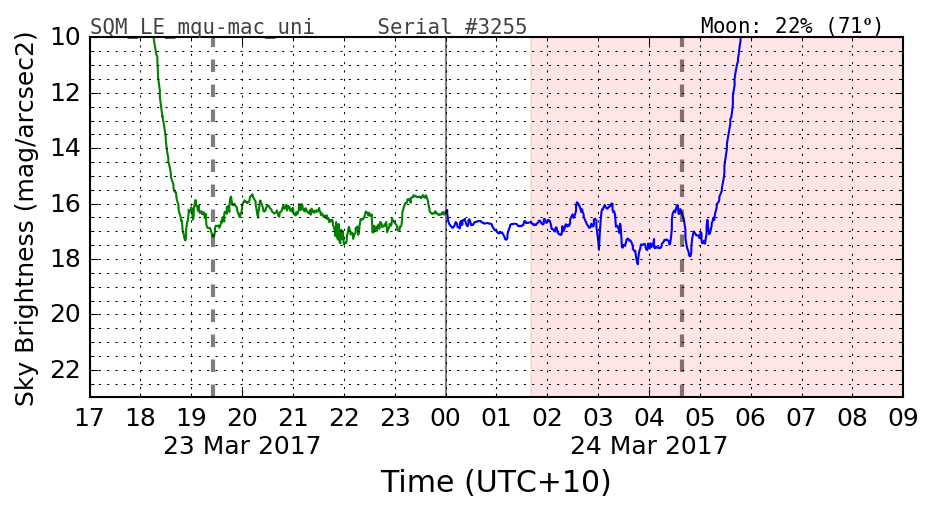 SQM_LE_mqu-mac_uni Serial #3255 Moon: 22% (71°)
10
12
14
16
18
20
22
Sky Brightness (mag/arcsec2)
17 18 19 20 21 22 23 00 01 02 03 04 05 06 07 08 09
23 Mar 2017 24 Mar 2017
Time (UTC+10)